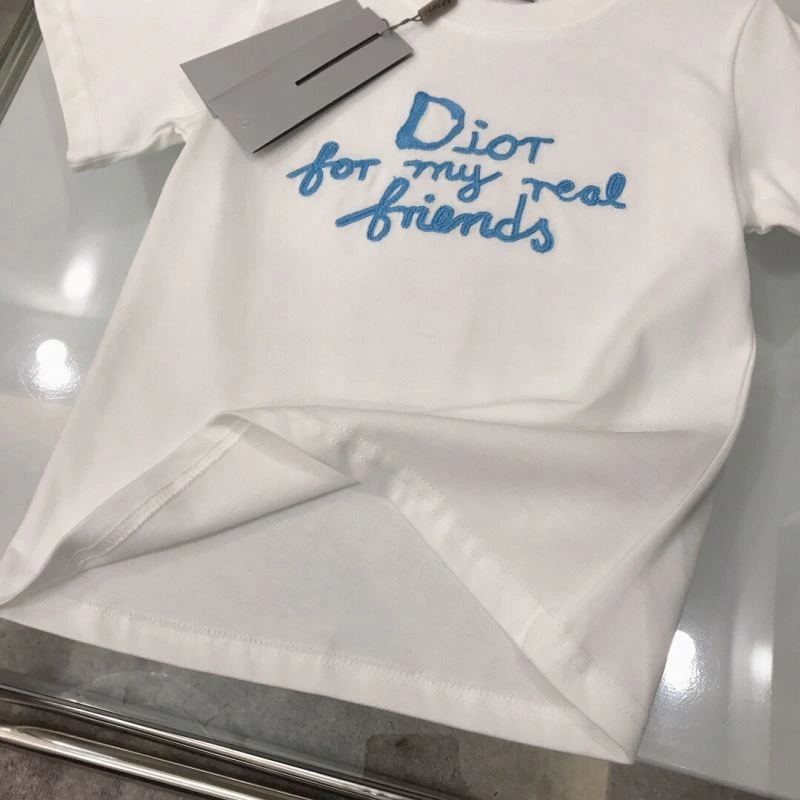 Dior
for my real
friends